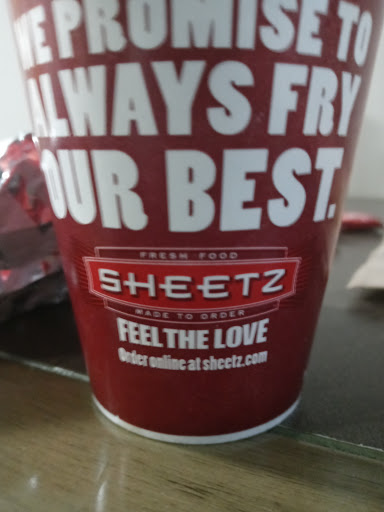 WE PROMISE TO
ALWAYS FRY
OUR BEST.
FRESH FOOD
SHEETZ
MADE TO ORDER
FEEL THE LOVE
Order online at sheetz.com